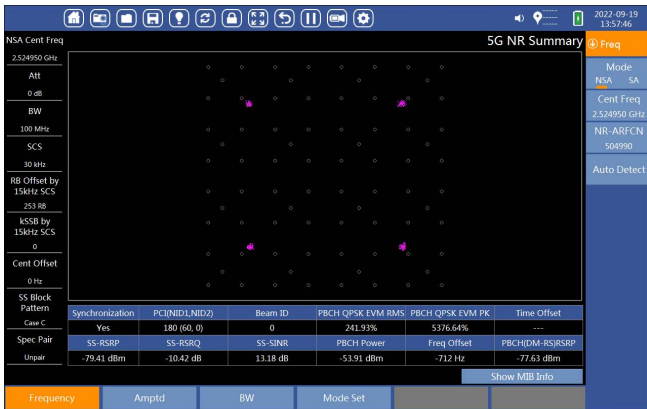 2022-09-19
13:57:46
NSA Cent Freq
2.524950 GHz
Att
0 dB
BW
100 MHz
SCS
30 kHz
RB Offset by
15kHz SCS
253 RB
kSSB by
15kHz SCS
0
Cent Offset
0 Hz
SS Block
Pattern
Case C
Spec Pair
Unpair
5G NR Summary
Synchronization PCI(NID1,NID2) Beam ID PBCH QPSK EVM RMS PBCH QPSK EVM PK Time Offset
Yes 180 (60, 0) 0 241.93% 5376.64% ---
SS-RSRP SS-RSRQ SS-SINR PBCH Power Freq Offset PBCH(DM-RS)RSRP
-79.41 dBm -10.42 dB 13.18 dB -53.91 dBm -712 Hz -77.63 dBm
Show MIB Info
Freq
Mode
NSA SA
Cent Freq
2.524950 GHz
NR-ARFCN
504990
Auto Detect
Frequency Amptd BW Mode Set